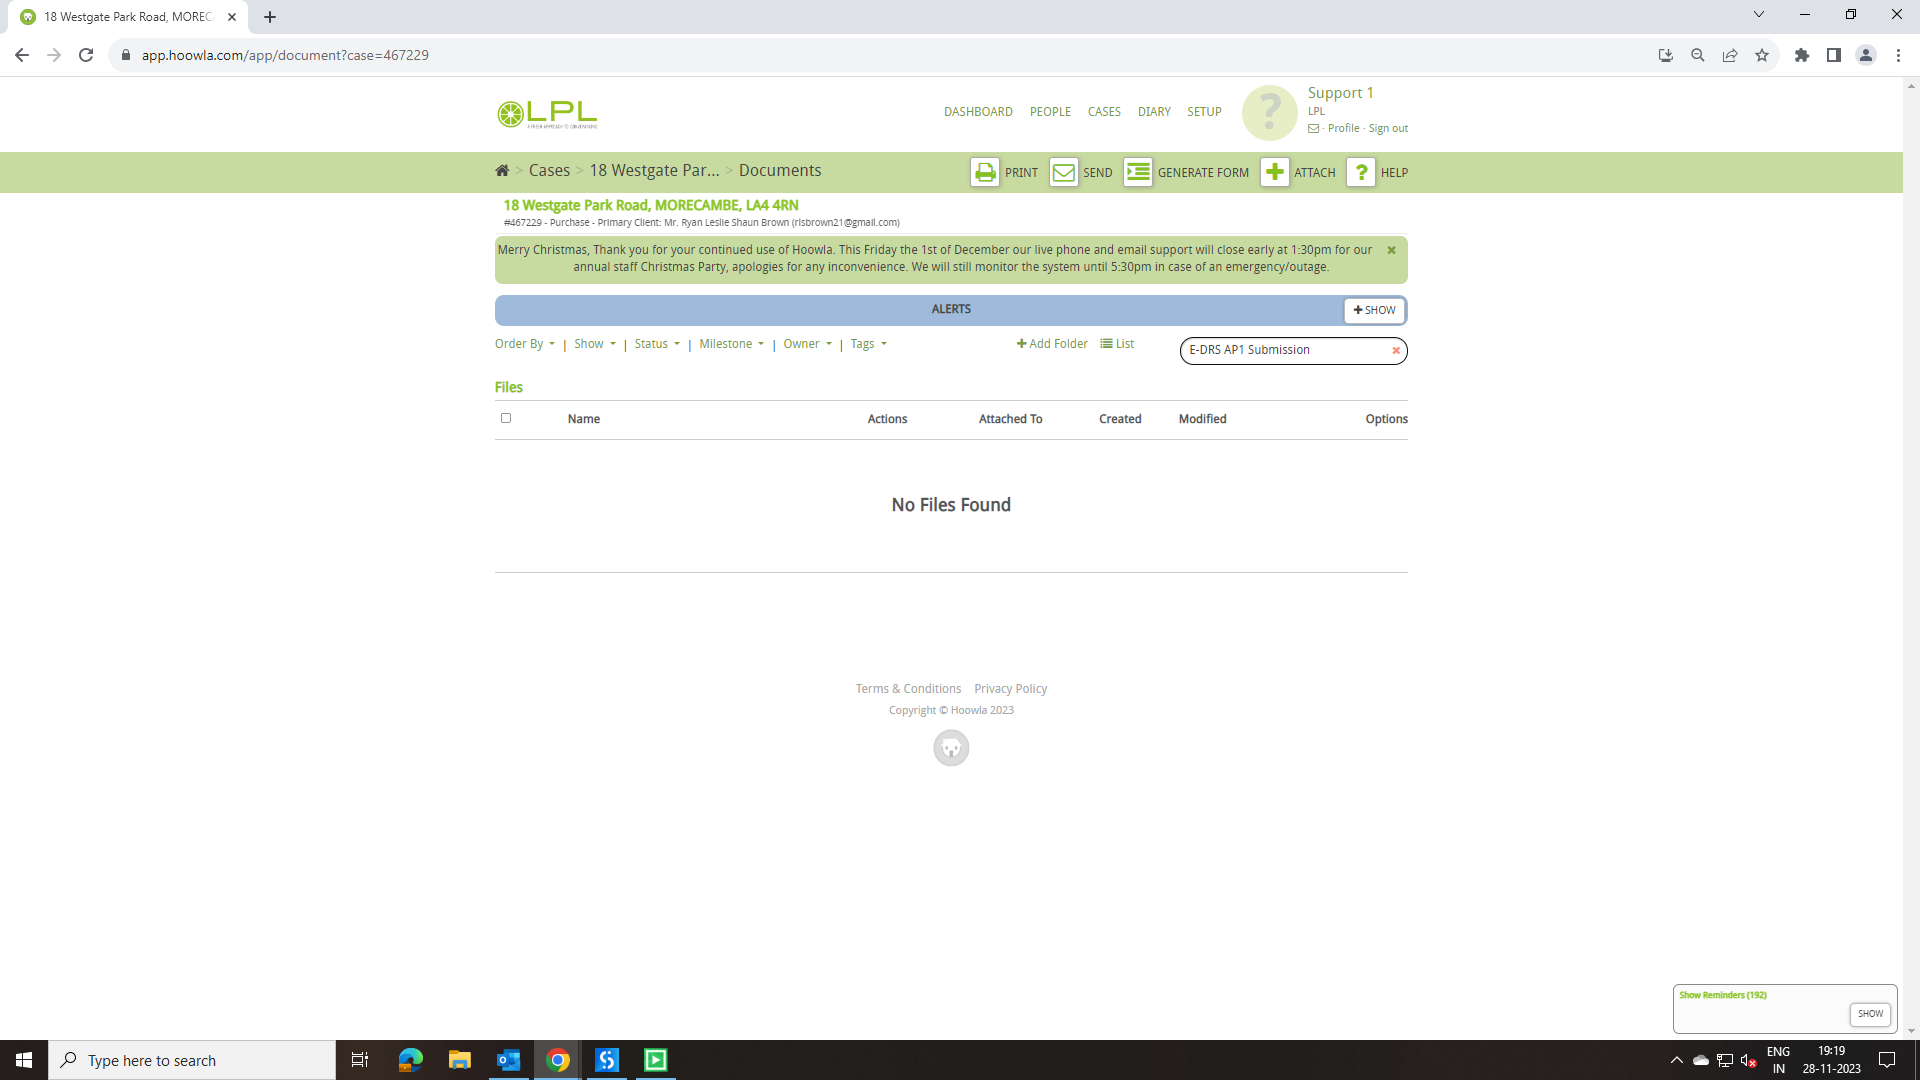 18 Westgate Park Road, MOREC
app.hoowla.com/app/document?case=467229
LPL
A FRESH APPROACH TO CONVEYANCING
DASHBOARD PEOPLE CASES DIARY SETUP
?
Support 1
LPL
· Profile · Sign out
> Cases > 18 Westgate Par... > Documents
PRINT SEND GENERATE FORM ATTACH ? HELP
18 Westgate Park Road, MORECAMBE, LA4 4RN
#467229 - Purchase - Primary Client: Mr. Ryan Leslie Shaun Brown (rlsbrown21@gmail.com)
Merry Christmas, Thank you for your continued use of Hoowla. This Friday the 1st of December our live phone and email support will close early at 1:30pm for our
annual staff Christmas Party, apologies for any inconvenience. We will still monitor the system until 5:30pm in case of an emergency/outage.
ALERTS
SHOW
Order By | Show | Status | Milestone | Owner | Tags
Add Folder List
E-DRS AP1 Submission
Files
Name Actions Attached To Created Modified Options
No Files Found
Terms & Conditions Privacy Policy
Copyright © Hoowla 2023
Show Reminders (192)
SHOW
Type here to search
ENG
IN
19:19
28-11-2023